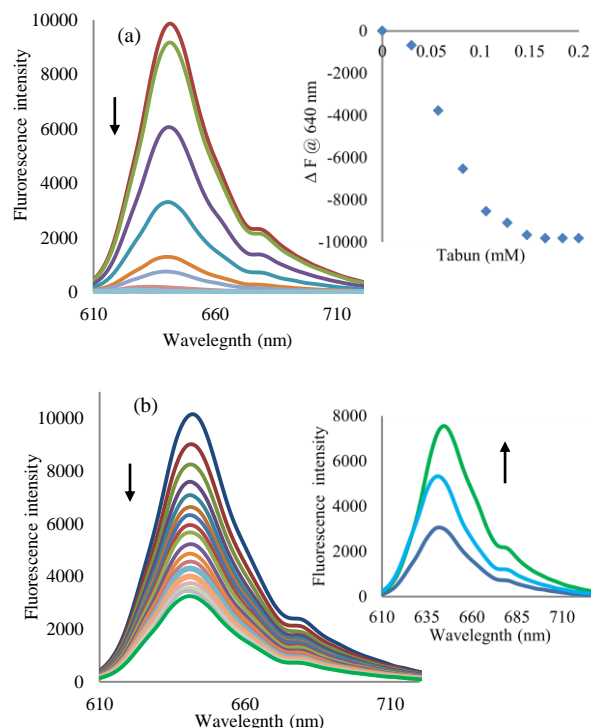 (a)
Fluorescence intensity
10000
8000
6000
4000
2000
0
610
660
710
Wavelegnth (nm)
Δ F @ 640 nm
0
-2000
-4000
-6000
-8000
-10000
0 0.05 0.1 0.15 0.2
Tabun (mM)
(b)
Fluorescence intensity
10000
8000
6000
4000
2000
0
610
660
710
Wavelegnth (nm)
Fluorescence intensity
8000
6000
4000
2000
0
610 635 660 685 710
Wavelegnth (nm)